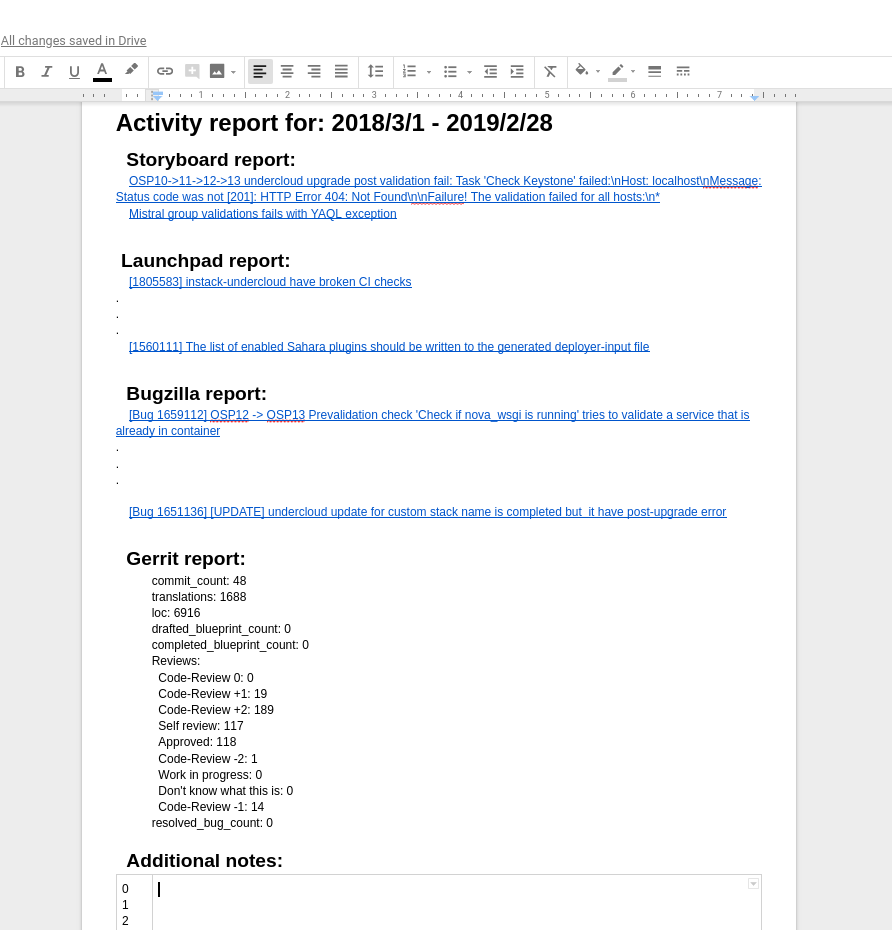 All changes saved in Drive
B I U A
1 2 3 4 5 6 7
Activity report for: 2018/3/1 - 2019/2/28
Storyboard report:
OSP10->11->12->13 undercloud upgrade post validation fail: Task 'Check Keystone' failed:\nHost: localhost\nMessage:
Status code was not [201]: HTTP Error 404: Not Found\n\nFailure! The validation failed for all hosts:\n*
Mistral group validations fails with YAQL exception
Launchpad report:
[1805583] instack-undercloud have broken CI checks
.
.
.
[1560111] The list of enabled Sahara plugins should be written to the generated deployer-input file
Bugzilla report:
[Bug 1659112] OSP12 -> OSP13 Prevalidation check 'Check if nova_wsgi is running' tries to validate a service that is
already in container
.
.
.
[Bug 1651136] [UPDATE] undercloud update for custom stack name is completed but  it have post-upgrade error
Gerrit report:
commit_count: 48
translations: 1688
loc: 6916
drafted_blueprint_count: 0
completed_blueprint_count: 0
Reviews:
Code-Review 0: 0
Code-Review +1: 19
Code-Review +2: 189
Self review: 117
Approved: 118
Code-Review -2: 1
Work in progress: 0
Don't know what this is: 0
Code-Review -1: 14
resolved_bug_count: 0
Additional notes:
0
1
2